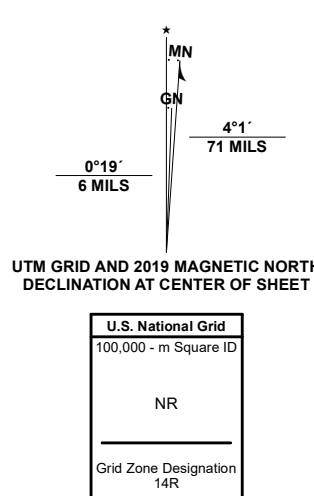 ★
MN
GN
4°1´
71 MILS
0°19´
6 MILS
UTM GRID AND 2019 MAGNETIC NORTH
DECLINATION AT CENTER OF SHEET
U.S. National Grid
100,000 - m Square ID
NR
Grid Zone Designation
14R